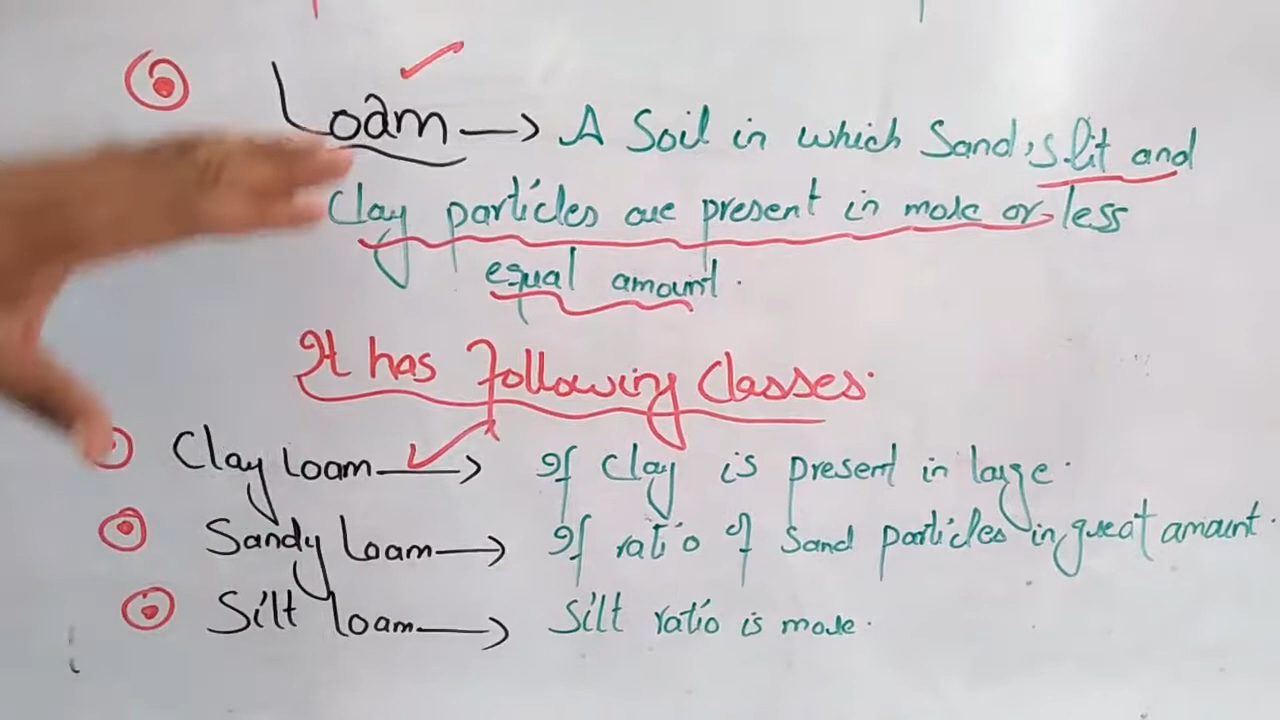 Loam → A Soil in which Sand, slit and
Clay particles are present in more or less
equal amount.
It has Following Classes.
Clay Loam → If Clay is present in large.
Sandy Loam → If ratio of Sand particles in great amount.
Silt loam → Silt ratio is more.